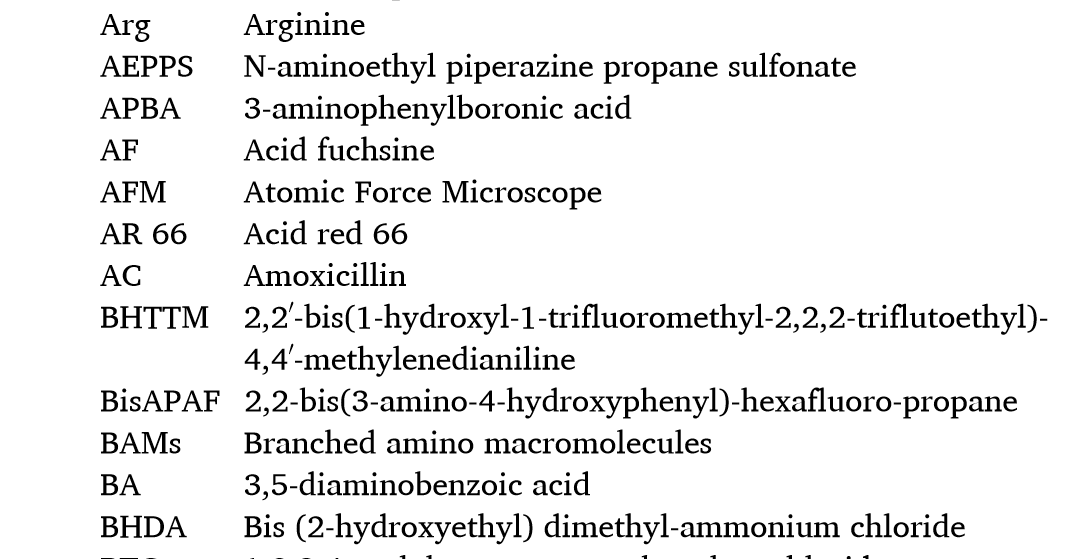 Arg Arginine
AEPPS N-aminoethyl piperazine propane sulfonate
APBA 3-aminophenylboronic acid
AF Acid fuchsine
AFM Atomic Force Microscope
AR 66 Acid red 66
AC Amoxicillin
BHTTM 2,2′-bis(1-hydroxyl-1-trifluoromethyl-2,2,2-triflutoethyl)-
4,4′-methylenedianiline
BisAPAF 2,2-bis(3-amino-4-hydroxyphenyl)-hexafluoro-propane
BAMs Branched amino macromolecules
BA 3,5-diaminobenzoic acid
BHDA Bis (2-hydroxyethyl) dimethyl-ammonium chloride